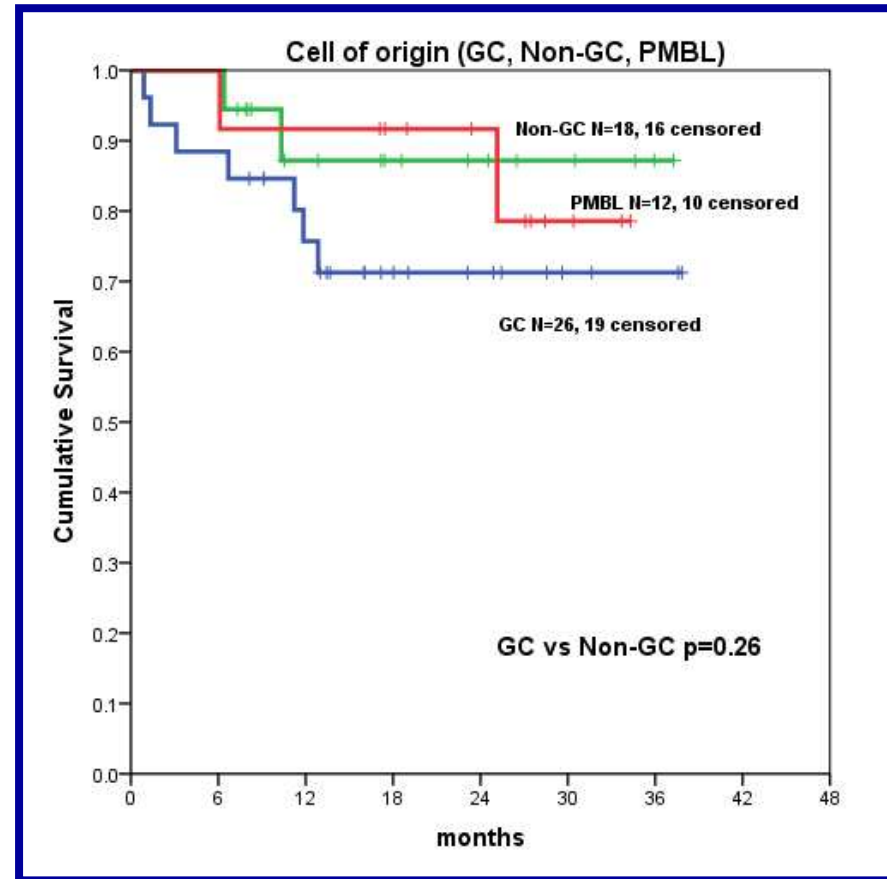 Cell of origin (GC, Non-GC, PMBL)
1.0
0.9
0.8
0.7
0.6
0.5
0.4
0.3
0.2
0.1
0.0
Cumulative Survival
Non-GC N=18, 16 censored
PMBL N=12, 10 censored
GC N=26, 19 censored
GC vs Non-GC p=0.26
0 6 12 18 24 30 36 42 48
months